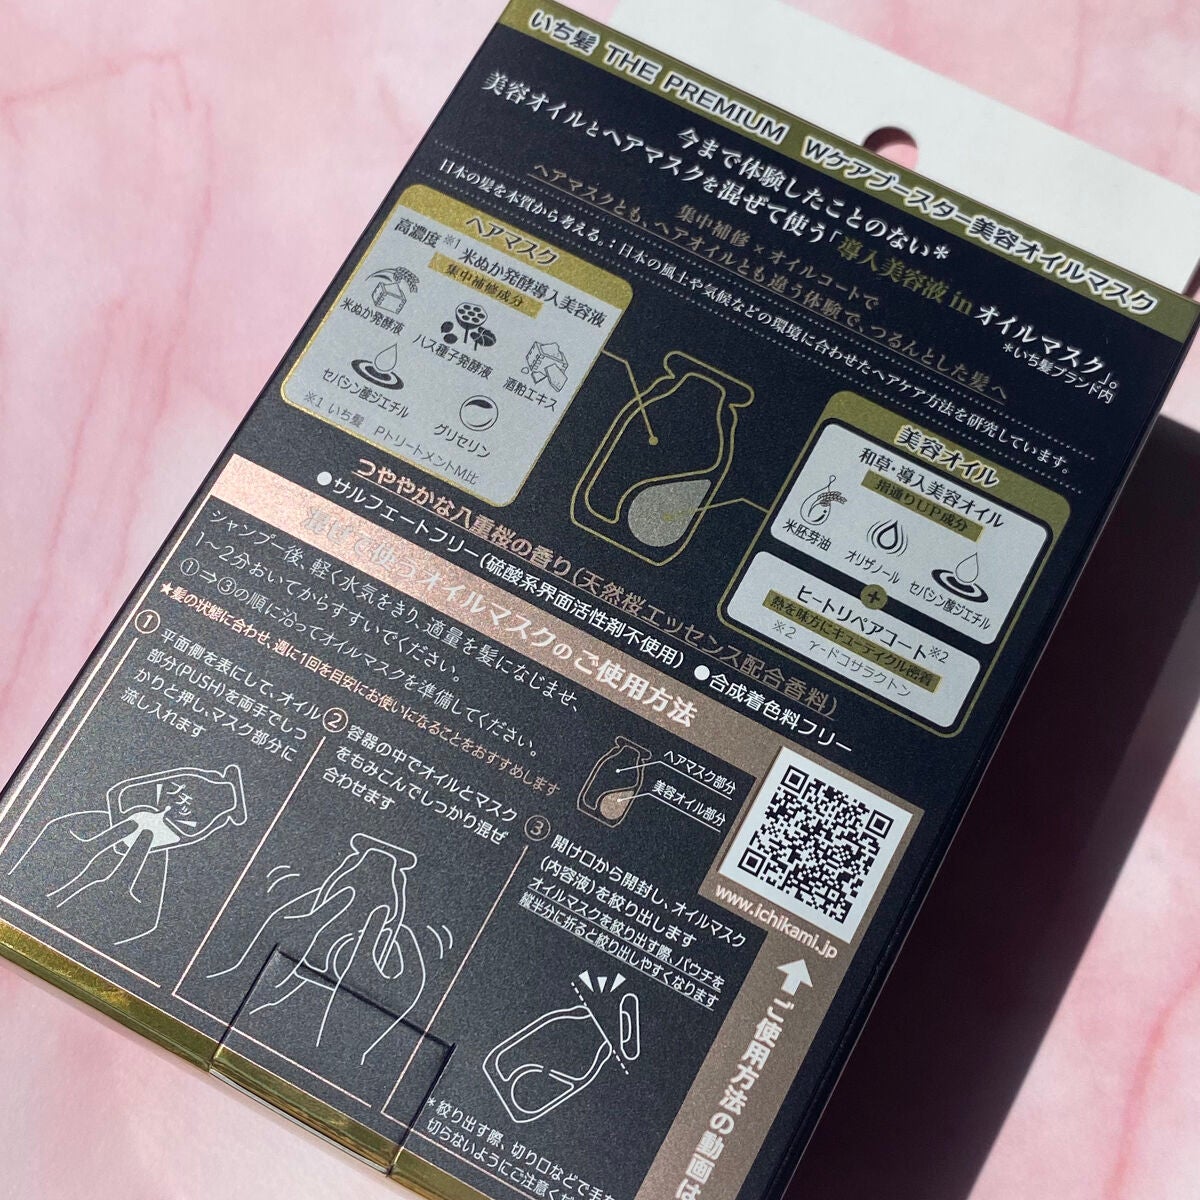 いち髪 THE PREMIUM Wケアブースター美容オイルマスク
今まで体験したことのない*
美容オイルとヘアマスクを混ぜて使う「導入美容液 in オイルマスク」。
*いち髪ブランド内
集中補修×オイルコートで
ヘアマスクとも、ヘアオイルとも違う体験で、つるんとした髪へ
日本の髪を本質から考える。：日本の風土や気候などの環境に合わせたヘアケア方法を研究しています。
ヘアマスク
高濃度※1 米ぬか発酵導入美容液
集中補修成分
米ぬか発酵液
ハス種子発酵液
酒粕エキス
セバシン酸ジエチル
グリセリン
※1 いち髪 PトリートメントM比
美容オイル
和草・導入美容オイル
指通りUP成分
米胚芽油
オリザノール
セバシン酸ジエチル
+
ヒートリペアコート※2
熱を味方にキューティクル密着
※2 γ-ドコサラクトン
つややかな八重桜の香り(天然桜エッセンス配合香料)
●サルフェートフリー(硫酸系界面活性剤不使用) ●合成着色料フリー
混ぜて使うオイルマスクのご使用方法
シャンプー後、軽く水気をきり、適量を髪になじませ、
1～2分おいてからすすいでください。
①⇒③の順に沿ってオイルマスクを準備してください。
★髪の状態に合わせ、週に1回を目安にお使いになることをおすすめします
ヘアマスク部分
美容オイル部分
① 平面側を表にして、オイル
部分(PUSH)を両手でしっ
かりと押し、マスク部分に
流し入れます
② 容器の中でオイルとマスク
をもみこんでしっかり混ぜ
合わせます
③ 開け口から開封し、オイルマスク
(内容液)を絞り出します
オイルマスクを絞り出す際、パウチを
縦半分に折ると絞り出しやすくなります
*絞り出す際、切り口などで手を
切らないようにご注意くだ
www.ichikami.jp
ご使用方法の動画は